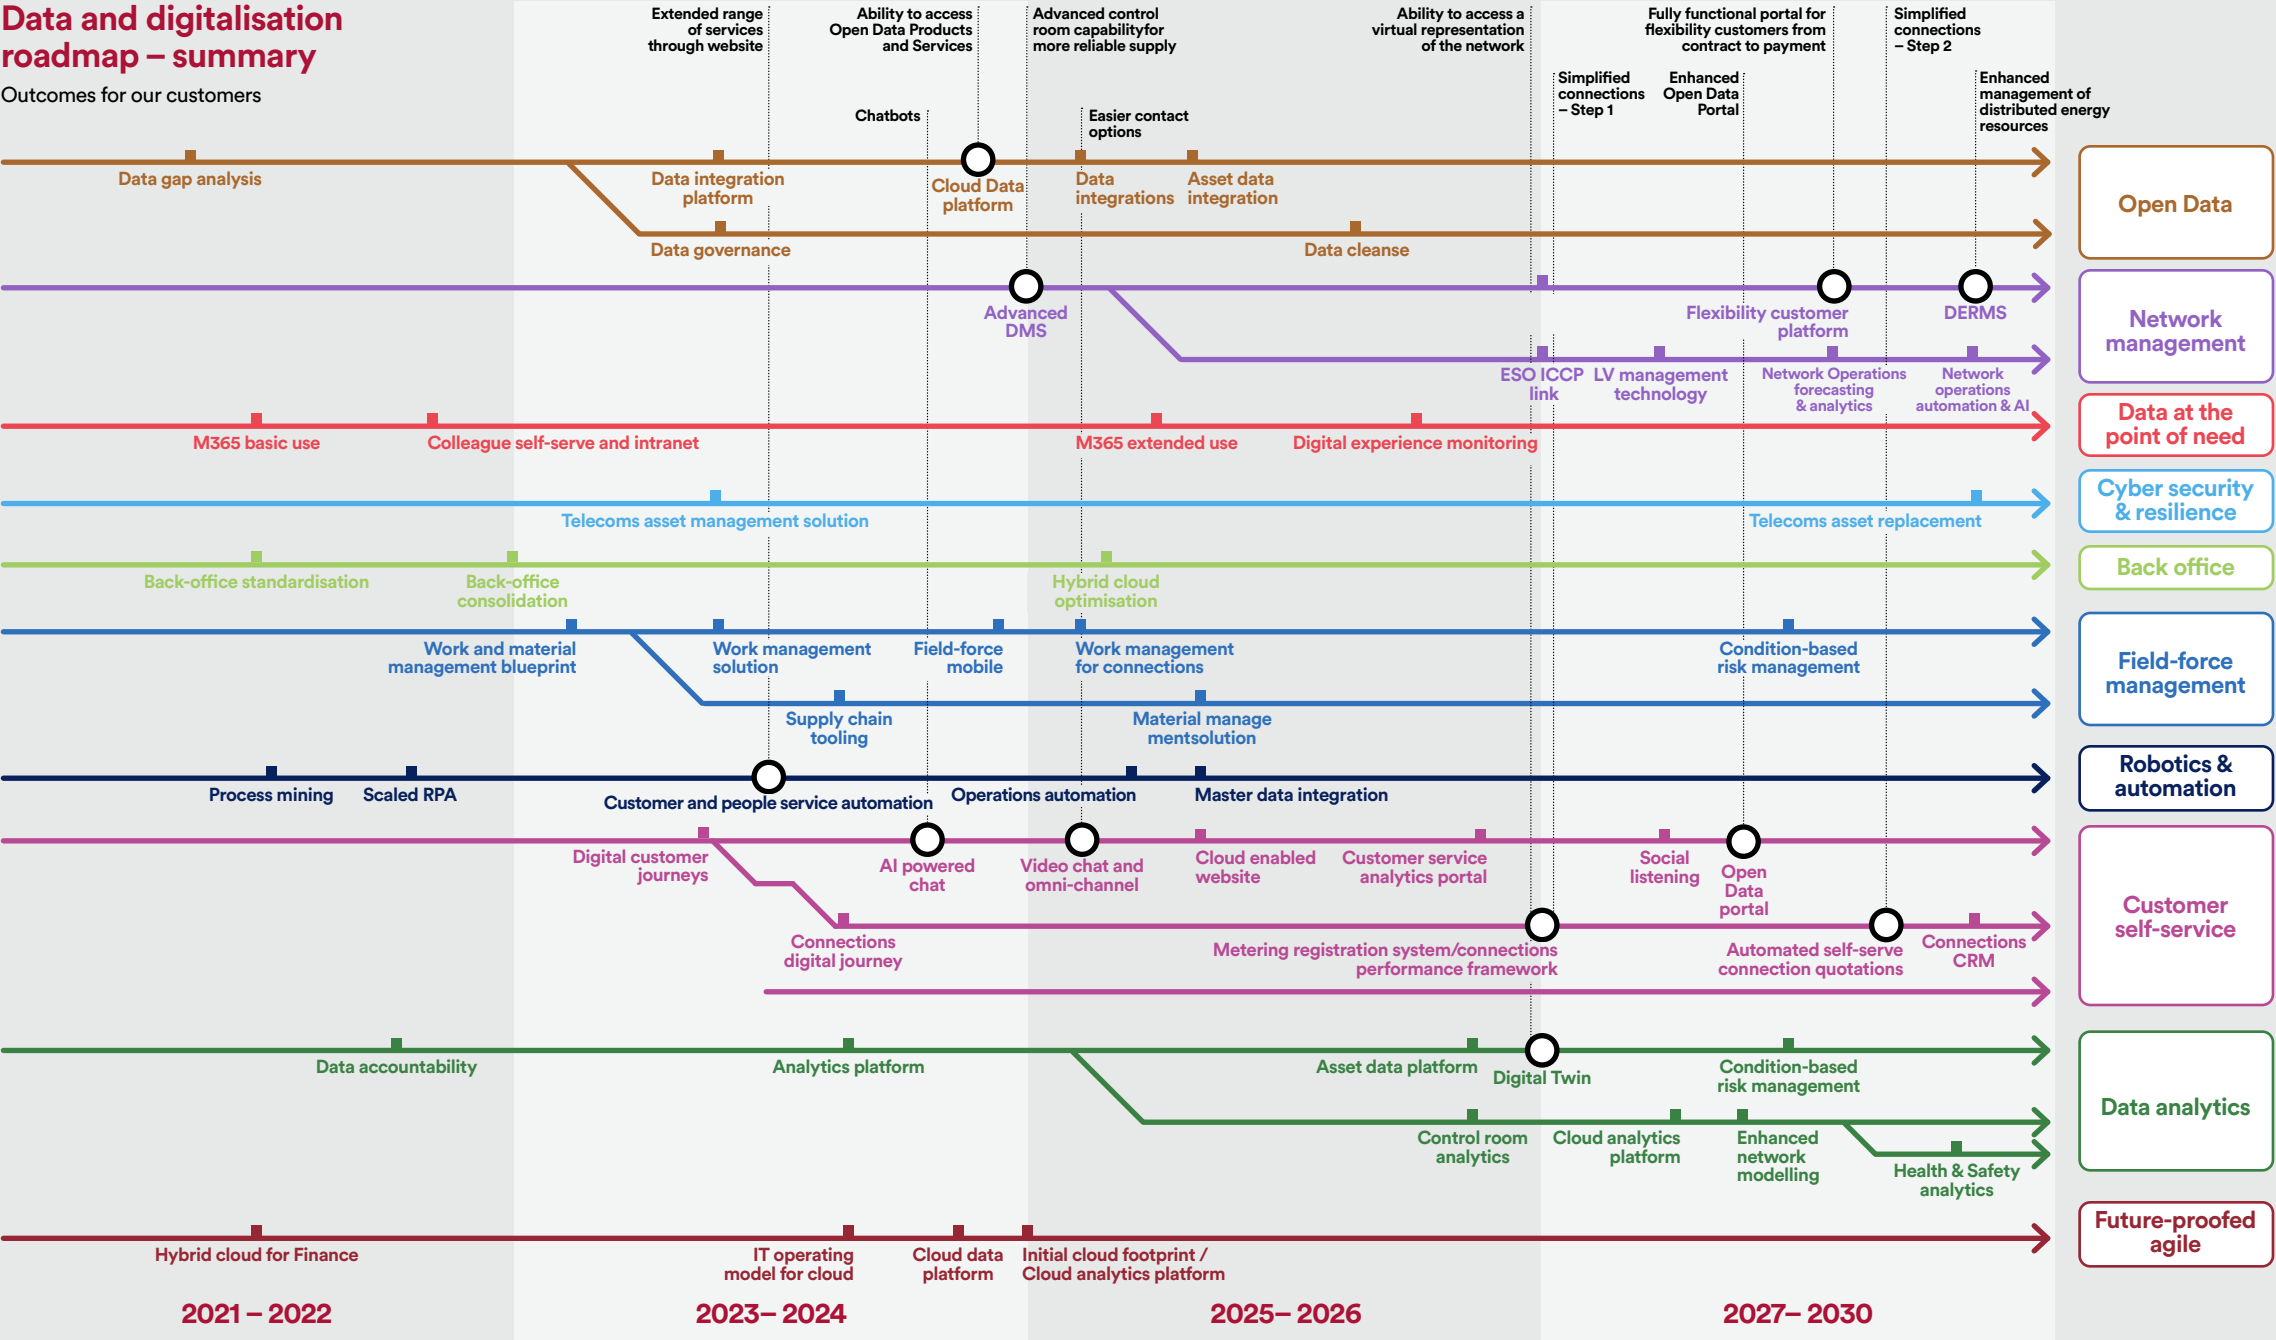 Data and digitalisation
roadmap – summary
Outcomes for our customers
Extended range
of services
through website
Ability to access
Open Data Products
and Services
Advanced control
room capabilityfor
more reliable supply
Ability to access a
virtual representation
of the network
Fully functional portal for
flexibility customers from
contract to payment
Simplified
connections
– Step 2
Chatbots
Easier contact
options
Simplified
connections
– Step 1
Enhanced
Open Data
Portal
Enhanced
management of
distributed energy
resources
Data gap analysis
Data integration
platform
Cloud Data
platform
Data
integrations
Asset data
integration
Data governance
Data cleanse
Open Data
Advanced
DMS
Flexibility customer
platform
DERMS
ESO ICCP
link
LV management
technology
Network Operations
forecasting
& analytics
Network
operations
automation & AI
Network
management
M365 basic use
Colleague self-serve and intranet
M365 extended use
Digital experience monitoring
Data at the
point of need
Telecoms asset management solution
Telecoms asset replacement
Cyber security
& resilience
Back-office standardisation
Back-office
consolidation
Hybrid cloud
optimisation
Back office
Work and material
management blueprint
Work management
solution
Field-force
mobile
Work management
for connections
Condition-based
risk management
Supply chain
tooling
Material manage
mentsolution
Field-force
management
Process mining
Scaled RPA
Customer and people service automation
Operations automation
Master data integration
Robotics &
automation
Digital customer
journeys
AI powered
chat
Video chat and
omni-channel
Cloud enabled
website
Customer service
analytics portal
Social
listening
Open
Data
portal
Connections
digital journey
Metering registration system/connections
performance framework
Automated self-serve
connection quotations
Connections
CRM
Customer
self-service
Data accountability
Analytics platform
Asset data platform
Digital Twin
Condition-based
risk management
Control room
analytics
Cloud analytics
platform
Enhanced
network
modelling
Health & Safety
analytics
Data analytics
Hybrid cloud for Finance
IT operating
model for cloud
Cloud data
platform
Initial cloud footprint /
Cloud analytics platform
Future-proofed
agile
2021 – 2022
2023– 2024
2025– 2026
2027– 2030